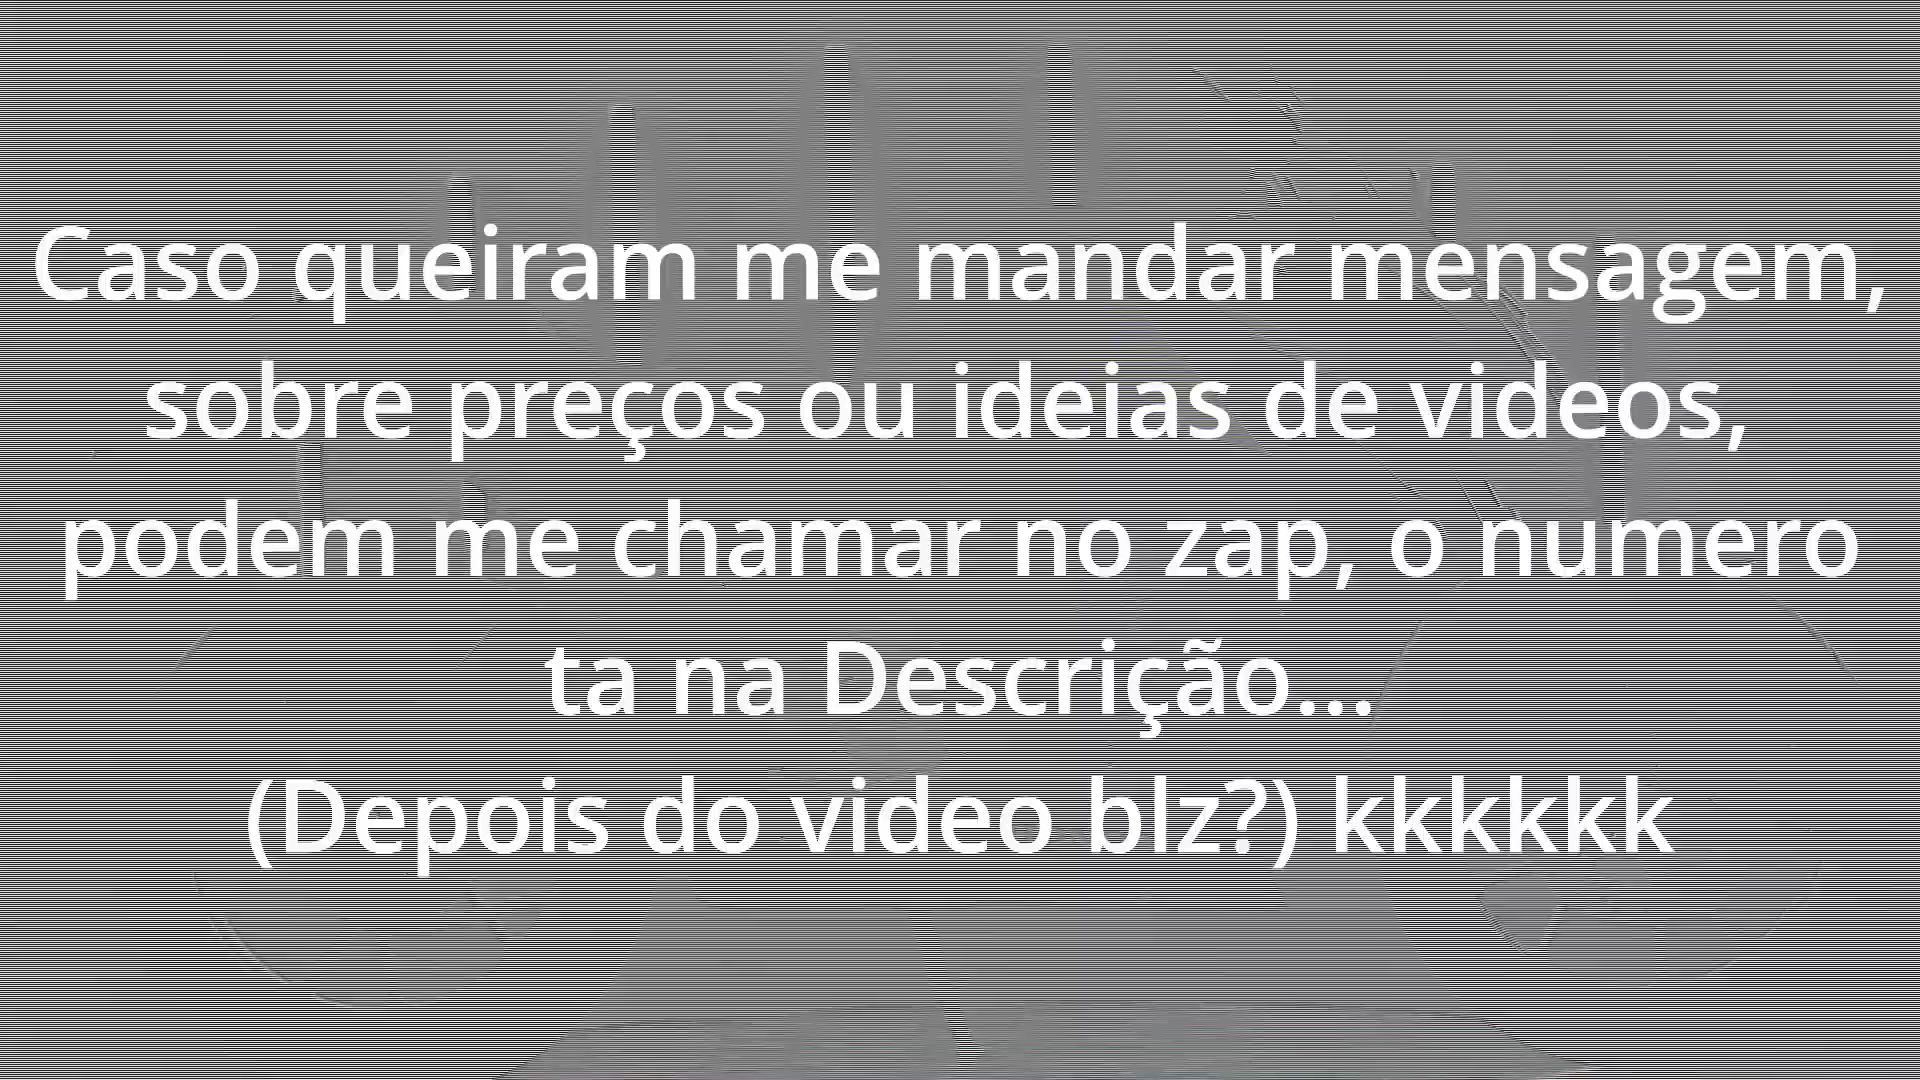 Caso queiram me mandar mensagem,
sobre preços ou ideias de videos,
podem me chamar no zap, o numero
ta na Descrição...
(Depois do video blz?) kkkkkk